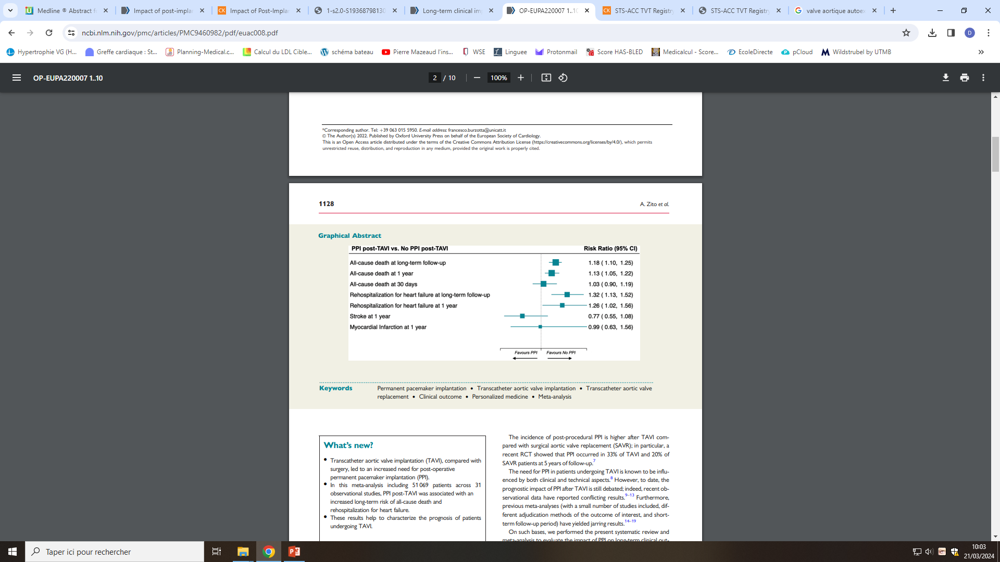 Medline ® Abstract f
Impact of post-impla
Impact of Post-Impla
1-s2.0-S1936879813
Long-term clinical im
OP-EUPA220007 1..10
STS-ACC TVT Registry
STS-ACC TVT Registry
valve aortique autoex
ncbi.nlm.nih.gov/pmc/articles/PMC9460982/pdf/euac008.pdf
D
Hypertrophie VG (H...
Greffe cardiaque : St...
Planning-Medical.c...
Calcul du LDL Cible...
schéma bateau
Pierre Mazeaud l'ins...
WSE
Linguee
Protonmail
Score HAS-BLED
Medicalcul - Score...
EcoleDirecte
pCloud
Wildstrubel by UTMB
OP-EUPA220007 1..10
2 / 10
100%
*Corresponding author. Tel: +39 063 015 5950. E-mail address: francesco.burzotta@unicatt.it
© The Author(s) 2022. Published by Oxford University Press on behalf of the European Society of Cardiology.
This is an Open Access article distributed under the terms of the Creative Commons Attribution License (https://creativecommons.org/licenses/by/4.0/), which permits
unrestricted reuse, distribution, and reproduction in any medium, provided the original work is properly cited.
1128
A. Zito et al.
Graphical Abstract
PPI post-TAVI vs. No PPI post-TAVI Risk Ratio (95% CI)
All-cause death at long-term follow-up 1.18 ( 1.10, 1.25)
All-cause death at 1 year 1.13 ( 1.05, 1.22)
All-cause death at 30 days 1.03 ( 0.90, 1.19)
Rehospitalization for heart failure at long-term follow-up 1.32 ( 1.13, 1.52)
Rehospitalization for heart failure at 1 year 1.26 ( 1.02, 1.56)
Stroke at 1 year 0.77 ( 0.55, 1.08)
Myocardial Infarction at 1 year 0.99 ( 0.63, 1.56)
Favours PPI Favours No PPI
Keywords Permanent pacemaker implantation • Transcatheter aortic valve implantation • Transcatheter aortic valve
replacement • Clinical outcome • Personalized medicine • Meta-analysis
What's new?
• Transcatheter aortic valve implantation (TAVI), compared with
surgery, led to an increased need for post-operative
permanent pacemaker implantation (PPI).
• In this meta-analysis including 51 069 patients across 31
observational studies, PPI post-TAVI was associated with an
increased long-term risk of all-cause death and
rehospitalization for heart failure.
• These results help to characterize the prognosis of patients
undergoing TAVI.
The incidence of post-procedural PPI is higher after TAVI com-
pared with surgical aortic valve replacement (SAVR); in particular, a
recent RCT showed that PPI occurred in 33% of TAVI and 20% of
SAVR patients at 5 years of follow-up.7
The need for PPI in patients undergoing TAVI is known to be influ-
enced by both clinical and technical aspects.8 However, to date, the
prognostic impact of PPI after TAVI is still debated; indeed, recent ob-
servational data have reported conflicting results.9–13 Furthermore,
previous meta-analyses (with a small number of studies included, dif-
ferent adjudication methods of the outcome of interest, and short-
term follow-up period) have yielded jarring results.14–19
On such bases, we performed the present systematic review and
meta-analysis to evaluate the impact of PPI on long-term clinical out-
Taper ici pour rechercher
10:03
21/03/2024